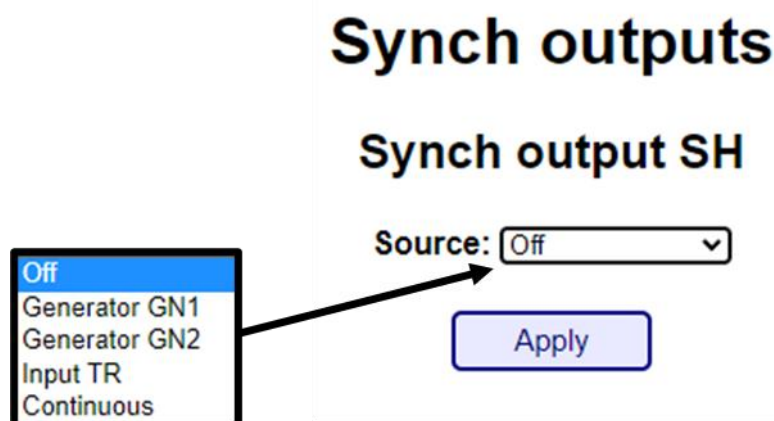 Synch outputs
Synch output SH
Source: Off
Apply
Off
Generator GN1
Generator GN2
Input TR
Continuous